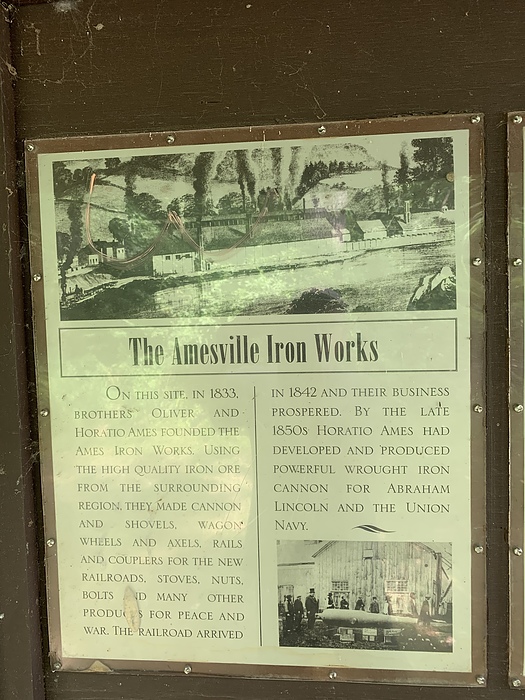 The Amesville Iron Works
On this site, in 1833,
brothers Oliver and
Horatio Ames founded the
Ames Iron Works. Using
the high quality iron ore
from the surrounding
region, they made cannon
and shovels, wagon
wheels and axels, rails
and couplers for the new
railroads, stoves, nuts,
bolts and many other
products for peace and
war. The railroad arrived
in 1842 and their business
prospered. By the late
1850s Horatio Ames had
developed and produced
powerful wrought iron
cannon for Abraham
Lincoln and the Union
Navy.